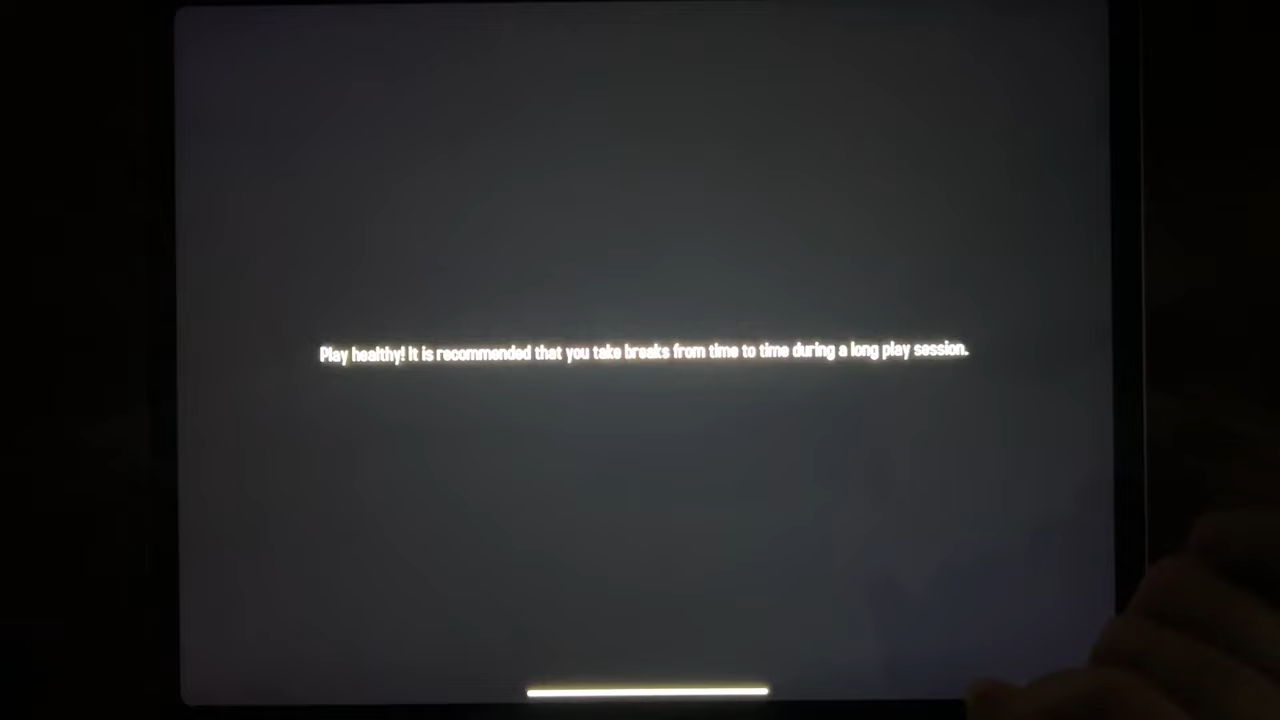 Play healthy! It is recommended that you take breaks from time to time during a long play session.